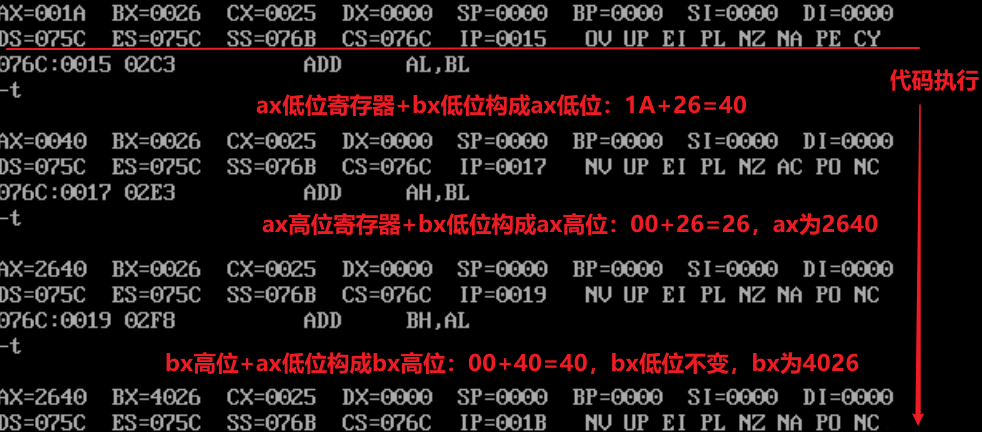 AX=001A BX=0026 CX=0025 DX=0000 SP=0000 BP=0000 SI=0000 DI=0000
DS=075C ES=075C SS=076B CS=076C IP=0015 OV UP EI PL NZ NA PE CY
076C:0015 02C3 ADD AL,BL
代码执行
-t
ax低位寄存器+bx低位构成ax低位：1A+26=40
AX=0040 BX=0026 CX=0025 DX=0000 SP=0000 BP=0000 SI=0000 DI=0000
DS=075C ES=075C SS=076B CS=076C IP=0017 NV UP EI PL NZ AC PO NC
076C:0017 02E3 ADD AH,BL
-t
ax高位寄存器+bx低位构成ax高位：00+26=26，ax为2640
AX=2640 BX=0026 CX=0025 DX=0000 SP=0000 BP=0000 SI=0000 DI=0000
DS=075C ES=075C SS=076B CS=076C IP=0019 NV UP EI PL NZ NA PO NC
076C:0019 02F8 ADD BH,AL
-t
bx高位+ax低位构成bx高位：00+40=40，bx低位不变，bx为4026
AX=2640 BX=4026 CX=0025 DX=0000 SP=0000 BP=0000 SI=0000 DI=0000
DS=075C ES=075C SS=076B CS=076C IP=001B NV UP EI PL NZ NA PO NC